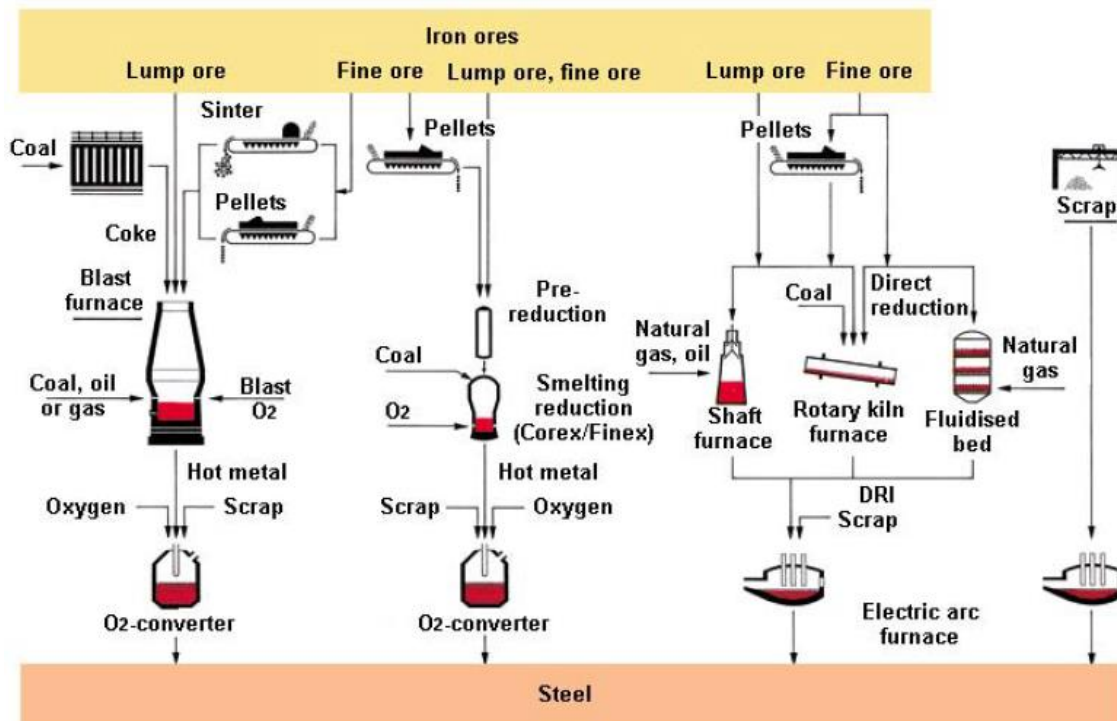 Iron ores
Lump ore
Fine ore
Lump ore, fine ore
Lump ore
Fine ore
Sinter
Coal
Pellets
Coke
Blast
furnace
Coal, oil
or gas
Blast
O2
Hot metal
Oxygen
Scrap
O2-converter
Pellets
Pre-
reduction
Coal
O2
Smelting
reduction
(Corex/Finex)
Hot metal
Scrap
Oxygen
O2-converter
Pellets
Coal
Direct
reduction
Natural
gas, oil
Natural
gas
Shaft
furnace
Rotary kiln
furnace
Fluidised
bed
DRI
Scrap
Electric arc
furnace
Scrap
Steel